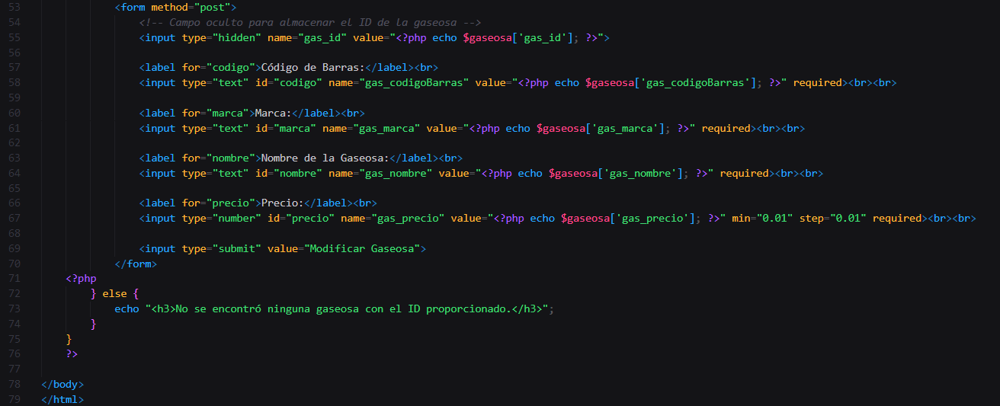 53 <form method="post">
54 <!-- Campo oculto para almacenar el ID de la gaseosa -->
55 <input type="hidden" name="gas_id" value="<?php echo $gaseosa['gas_id']; ?>">
56
57 <label for="codigo">Código de Barras:</label><br>
58 <input type="text" id="codigo" name="gas_codigoBarras" value="<?php echo $gaseosa['gas_codigoBarras']; ?>" required><br><br>
59
60 <label for="marca">Marca:</label><br>
61 <input type="text" id="marca" name="gas_marca" value="<?php echo $gaseosa['gas_marca']; ?>" required><br><br>
62
63 <label for="nombre">Nombre de la Gaseosa:</label><br>
64 <input type="text" id="nombre" name="gas_nombre" value="<?php echo $gaseosa['gas_nombre']; ?>" required><br><br>
65
66 <label for="precio">Precio:</label><br>
67 <input type="number" id="precio" name="gas_precio" value="<?php echo $gaseosa['gas_precio']; ?>" min="0.01" step="0.01" required><br><br>
68
69 <input type="submit" value="Modificar Gaseosa">
70 </form>
71 <?php
72 } else {
73 echo "<h3>No se encontró ninguna gaseosa con el ID proporcionado.</h3>";
74 }
75 }
76 ?>
77
78 </body>
79 </html>